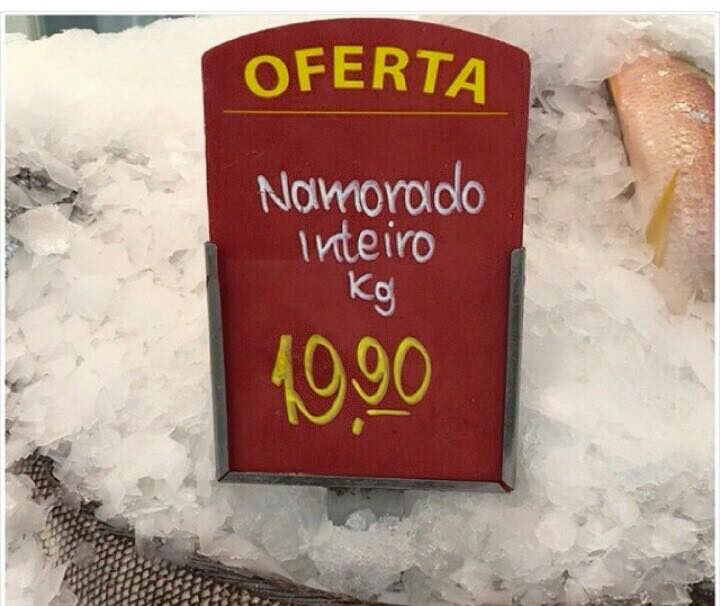 OFERTA
Namorado
Inteiro
Kg
19,90